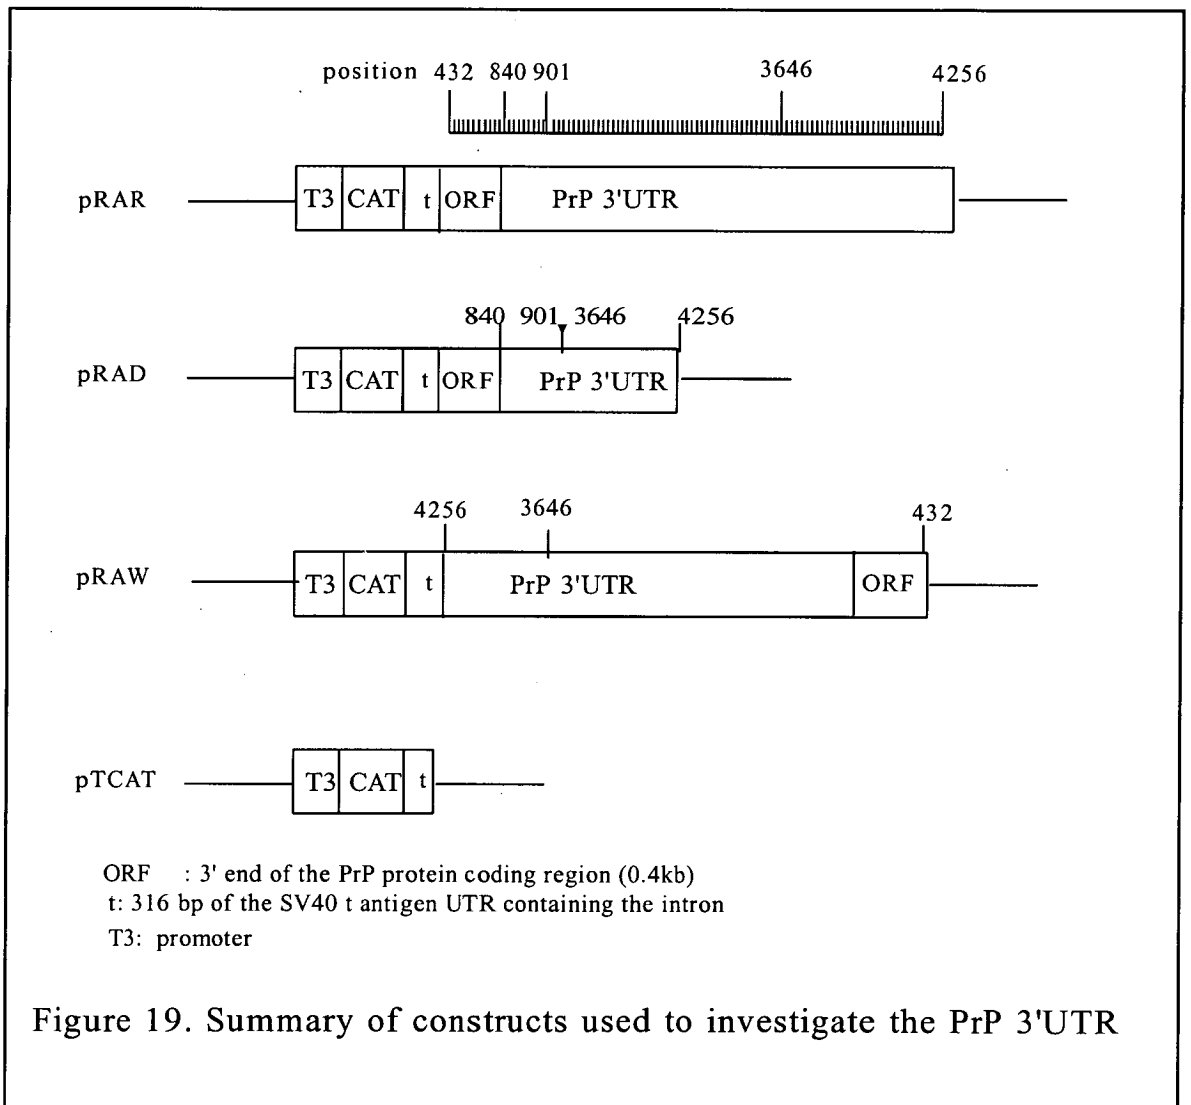 position 432 840 901 3646 4256
pRAR T3 CAT t ORF PrP 3'UTR
840 901 3646 4256
pRAD T3 CAT t ORF PrP 3'UTR
4256 3646 432
pRAW T3 CAT t PrP 3'UTR ORF
pTCAT T3 CAT t
ORF : 3' end of the PrP protein coding region (0.4kb)
t: 316 bp of the SV40 t antigen UTR containing the intron
T3: promoter
Figure 19. Summary of constructs used to investigate the PrP 3'UTR